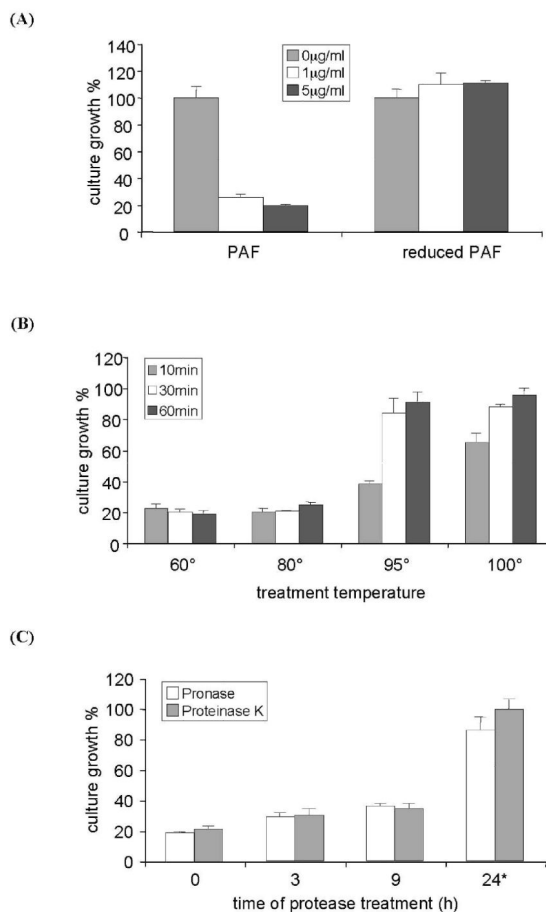 (A)
140
120
100
80
60
40
20
0
culture growth %
0µg/ml
1µg/ml
5µg/ml
PAF
reduced PAF
(B)
120
100
80
60
40
20
0
culture growth %
10min
30min
60min
60°
80°
95°
100°
treatment temperature
(C)
120
100
80
60
40
20
0
culture growth %
Pronase
Proteinase K
0
3
9
24*
time of protease treatment (h)